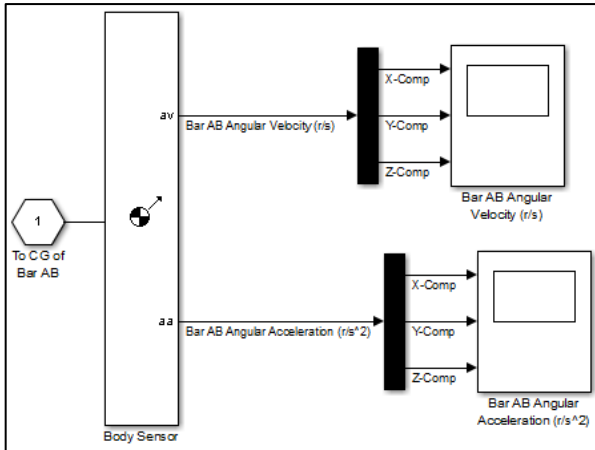 av
Bar AB Angular Velocity (r/s)
X-Comp
Y-Comp
Z-Comp
Bar AB Angular
Velocity (r/s)
1
To CG of
Bar AB
aa
Bar AB Angular Acceleration (r/s^2)
X-Comp
Y-Comp
Z-Comp
Bar AB Angular
Acceleration (r/s^2)
Body Sensor